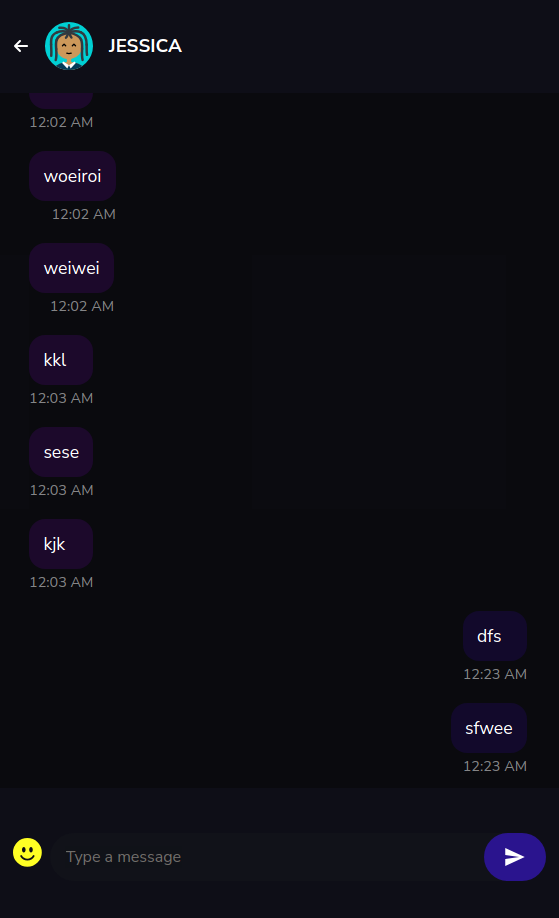 JESSICA
12:02 AM
woeiroi
12:02 AM
weiwei
12:02 AM
kkl
12:03 AM
sese
12:03 AM
kjk
12:03 AM
dfs
12:23 AM
sfwee
12:23 AM
Type a message